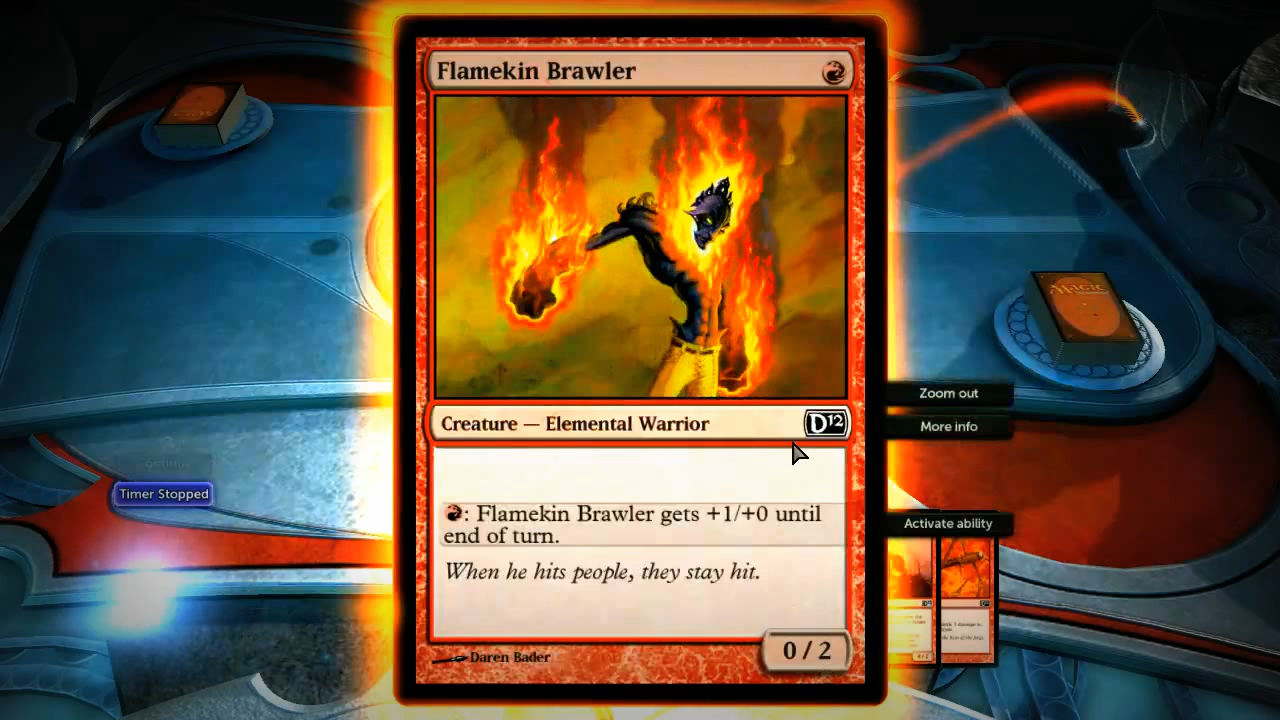 Flamekin Brawler
MAGIC
Zoom out
Creature — Elemental Warrior
D12
More info
Timer Stopped
: Flamekin Brawler gets +1/+0 until
end of turn.
Activate ability
When he hits people, they stay hit.
0 / 2
Daren Bader